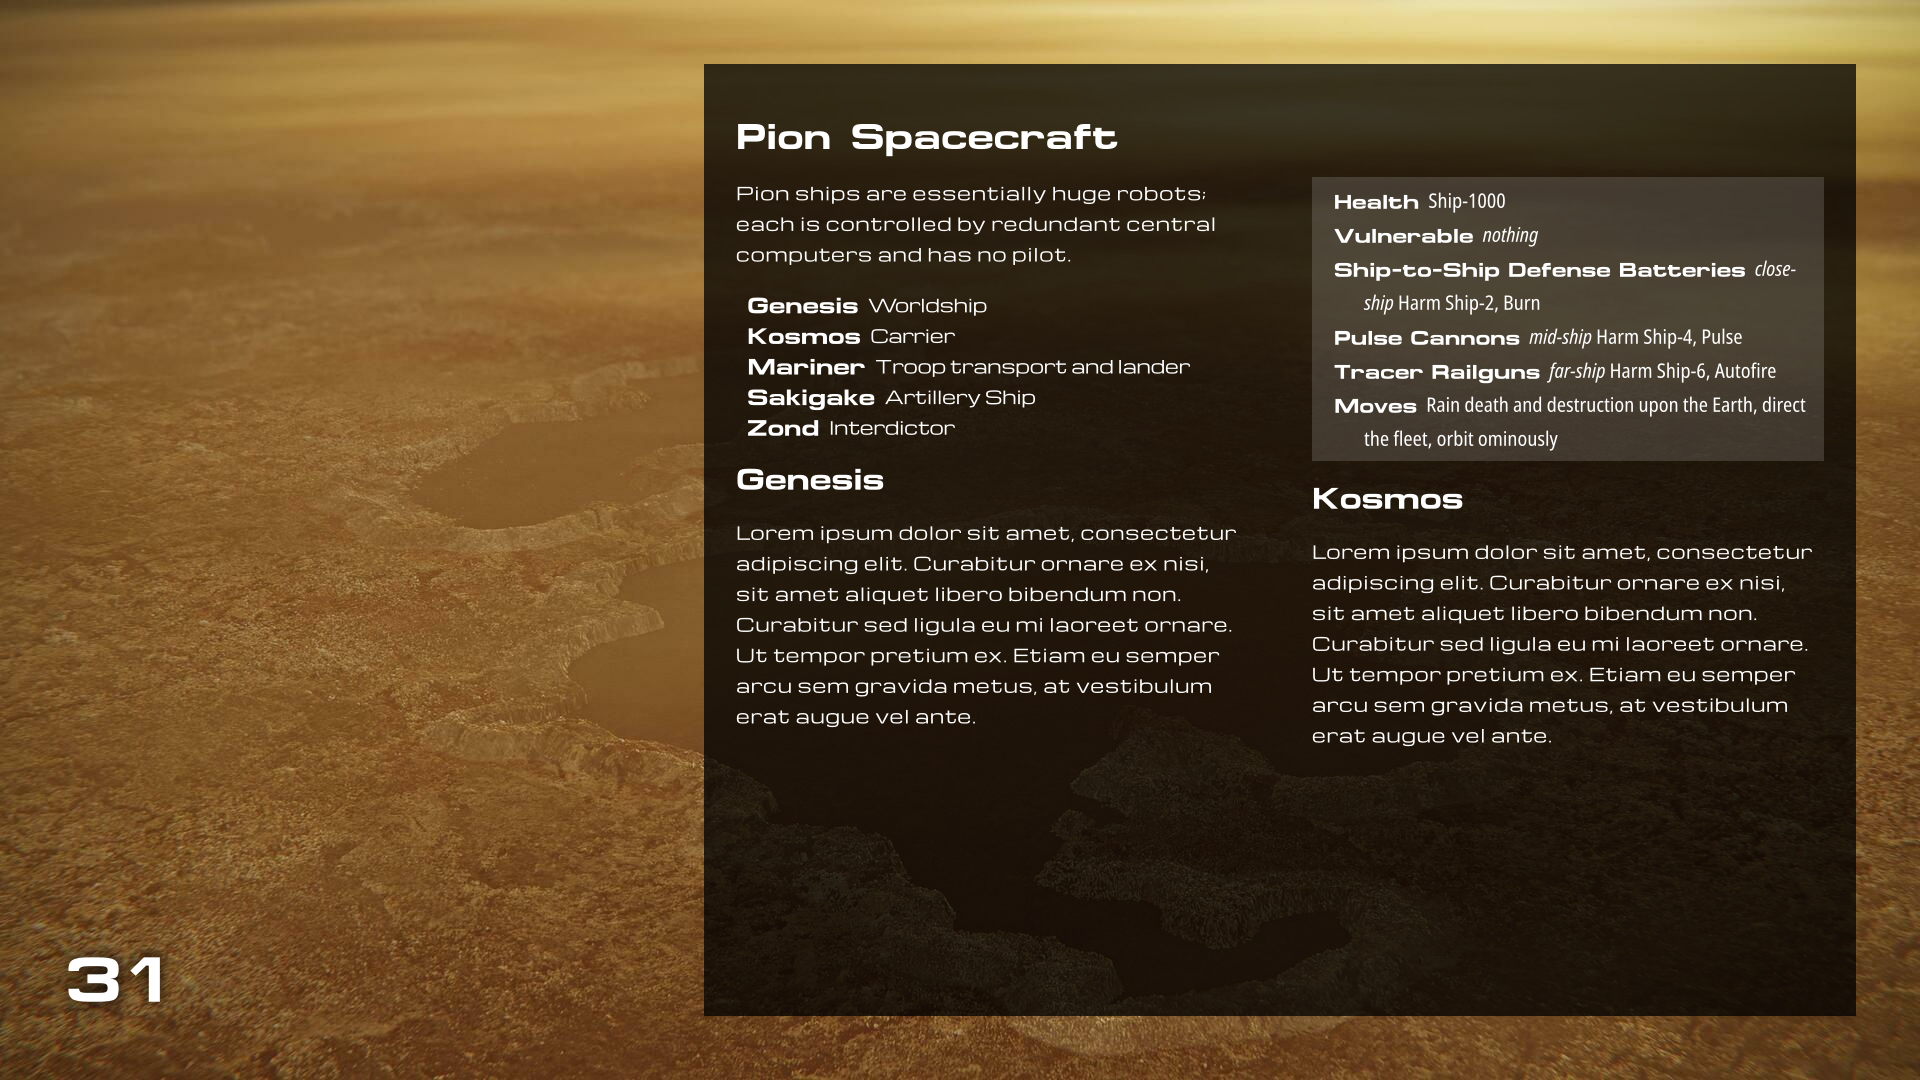 Pion Spacecraft
Pion ships are essentially huge robots;
each is controlled by redundant central
computers and has no pilot.
Genesis Worldship
Kosmos Carrier
Mariner Troop transport and lander
Sakigake Artillery Ship
Zond Interdictor
Genesis
Lorem ipsum dolor sit amet, consectetur
adipiscing elit. Curabitur ornare ex nisi,
sit amet aliquet libero bibendum non.
Curabitur sed ligula eu mi laoreet ornare.
Ut tempor pretium ex. Etiam eu semper
arcu sem gravida metus, at vestibulum
erat augue vel ante.
Health Ship-1000
Vulnerable nothing
Ship-to-Ship Defense Batteries close-
ship Harm Ship-2, Burn
Pulse Cannons mid-ship Harm Ship-4, Pulse
Tracer Railguns far-ship Harm Ship-6, Autofire
Moves Rain death and destruction upon the Earth, direct
the fleet, orbit ominously
Kosmos
Lorem ipsum dolor sit amet, consectetur
adipiscing elit. Curabitur ornare ex nisi,
sit amet aliquet libero bibendum non.
Curabitur sed ligula eu mi laoreet ornare.
Ut tempor pretium ex. Etiam eu semper
arcu sem gravida metus, at vestibulum
erat augue vel ante.
31